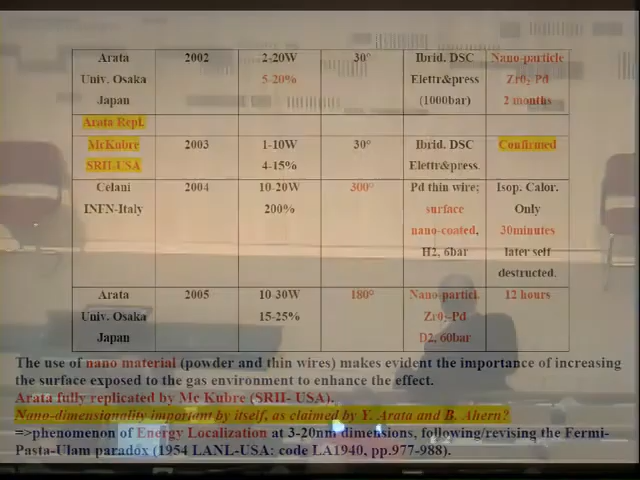 Arata 2002 2-20W 30° Ibrid. DSC Nano-particle
Univ. Osaka 5-20% Elettr&press ZrO2-Pd
Japan (1000bar) 2 months
Arata Repl.
McKubre 2003 1-10W 30° Ibrid. DSC Confirmed
SRII-USA 4-15% Elettr&press.
Celani 2004 10-20W 300° Pd thin wire; Isop. Calor.
INFN-Italy 200% surface Only
nano-coated, 30minutes
H2, 6bar later self
destructed.
Arata 2005 10-30W 180° Nano-particl. 12 hours
Univ. Osaka 15-25% ZrO2-Pd
Japan D2, 60bar
The use of nano material (powder and thin wires) makes evident the importance of increasing
the surface exposed to the gas environment to enhance the effect.
Arata fully replicated by Mc Kubre (SRII- USA).
Nano-dimensionality important by itself, as claimed by Y. Arata and B. Ahern?
=>phenomenon of Energy Localization at 3-20nm dimensions, following/revising the Fermi-
Pasta-Ulam paradox (1954 LANL-USA: code LA1940, pp.977-988).